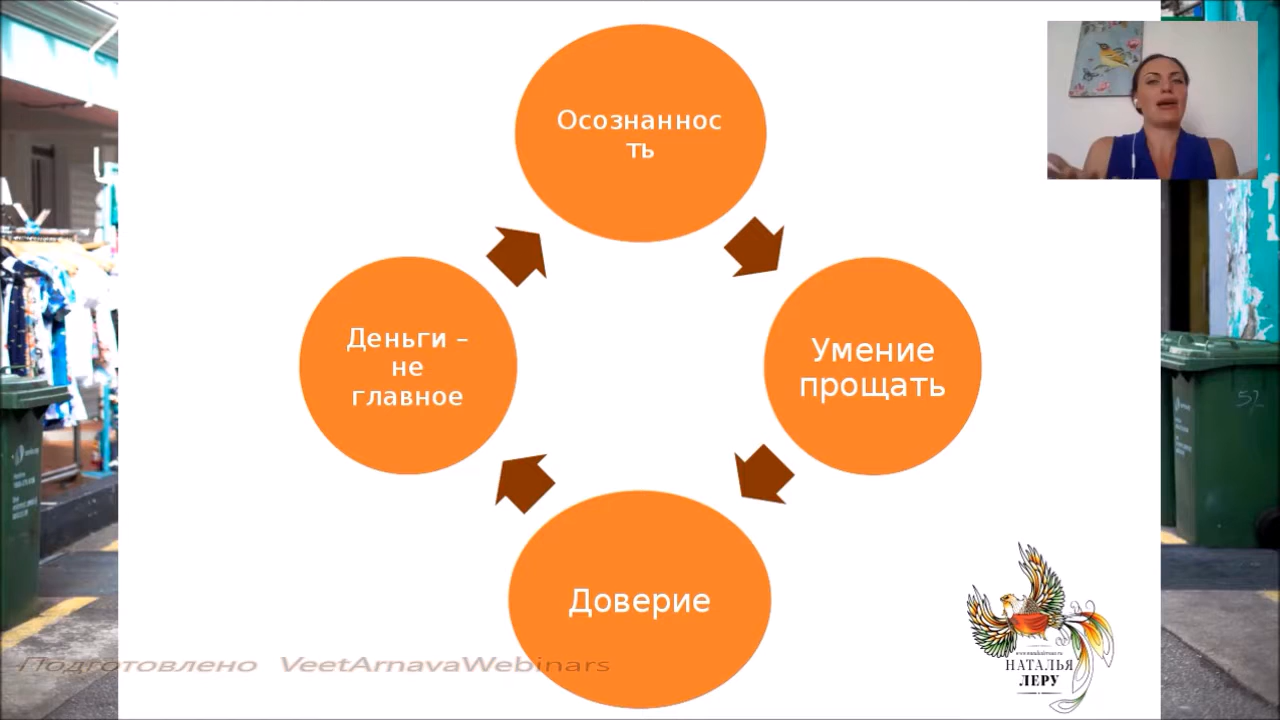 Осознаннос
ть
Деньги –
не
главное
Умение
прощать
Доверие
Подготовлено VeetArnavaWebinars
НАТАЛЬЯ
ЛЕРУ